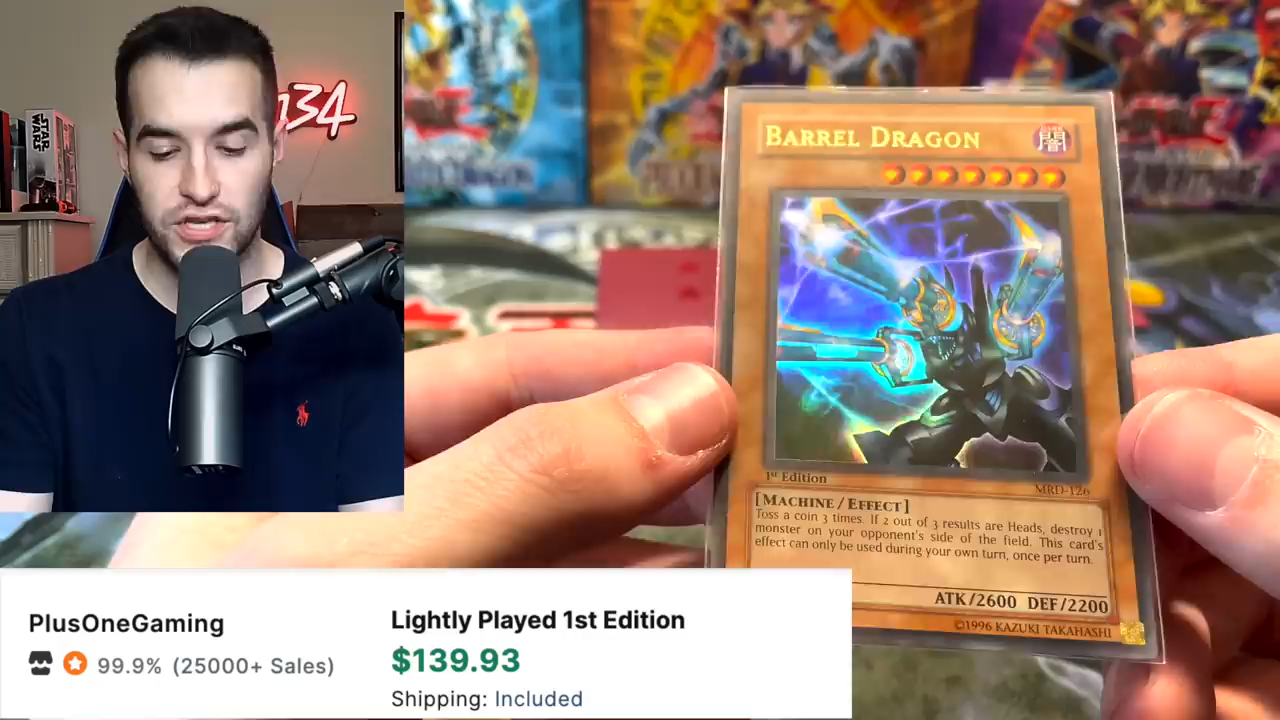 134
STAR
WARS
BARREL DRAGON
闇
1st Edition
MRD-126
[MACHINE / EFFECT]
Toss a coin 3 times. If 2 out of 3 results are Heads, destroy 1
monster on your opponent's side of the field. This card's
effect can only be used during your own turn, once per turn.
ATK/2600 DEF/2200
©1996 KAZUKI TAKAHASHI
PlusOneGaming
99.9% (25000+ Sales)
Lightly Played 1st Edition
$139.93
Shipping: Included